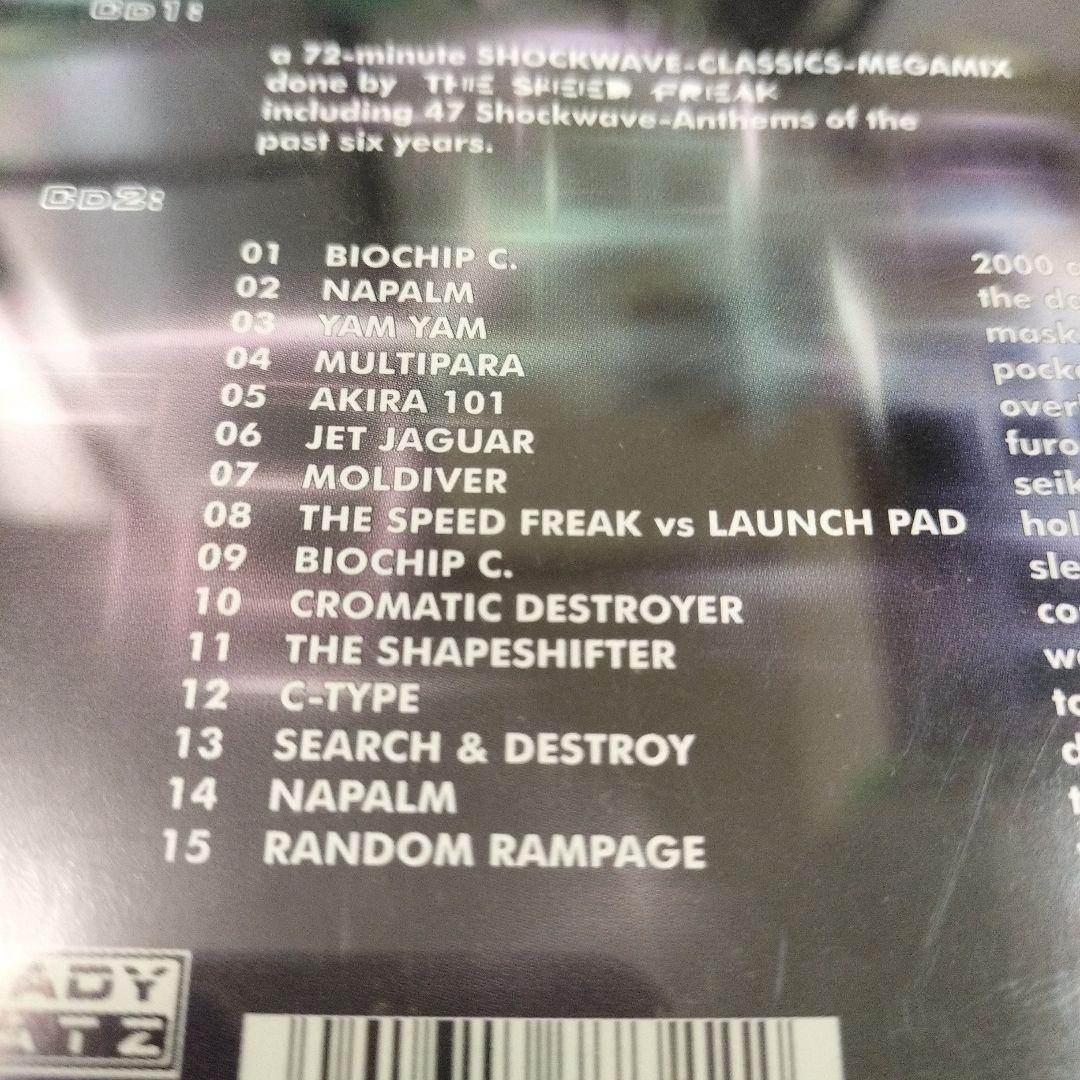 CD1:
a 72-minute SHOCKWAVE-CLASSICS-MEGAMIX
done by THE SPEED FREAK
including 47 Shockwave-Anthems of the
past six years.
CD2:
01 BIOCHIP C. 2000
02 NAPALM the
03 YAM YAM
04 MULTIPARA
05 AKIRA 101
06 JET JAGUAR
07 MOLDIVER
08 THE SPEED FREAK vs LAUNCH PAD
09 BIOCHIP C.
10 CROMATIC DESTROYER
11 THE SHAPESHIFTER
12 C-TYPE
13 SEARCH & DESTROY
14 NAPALM
15 RANDOM RAMPAGE
ADY
ATZ